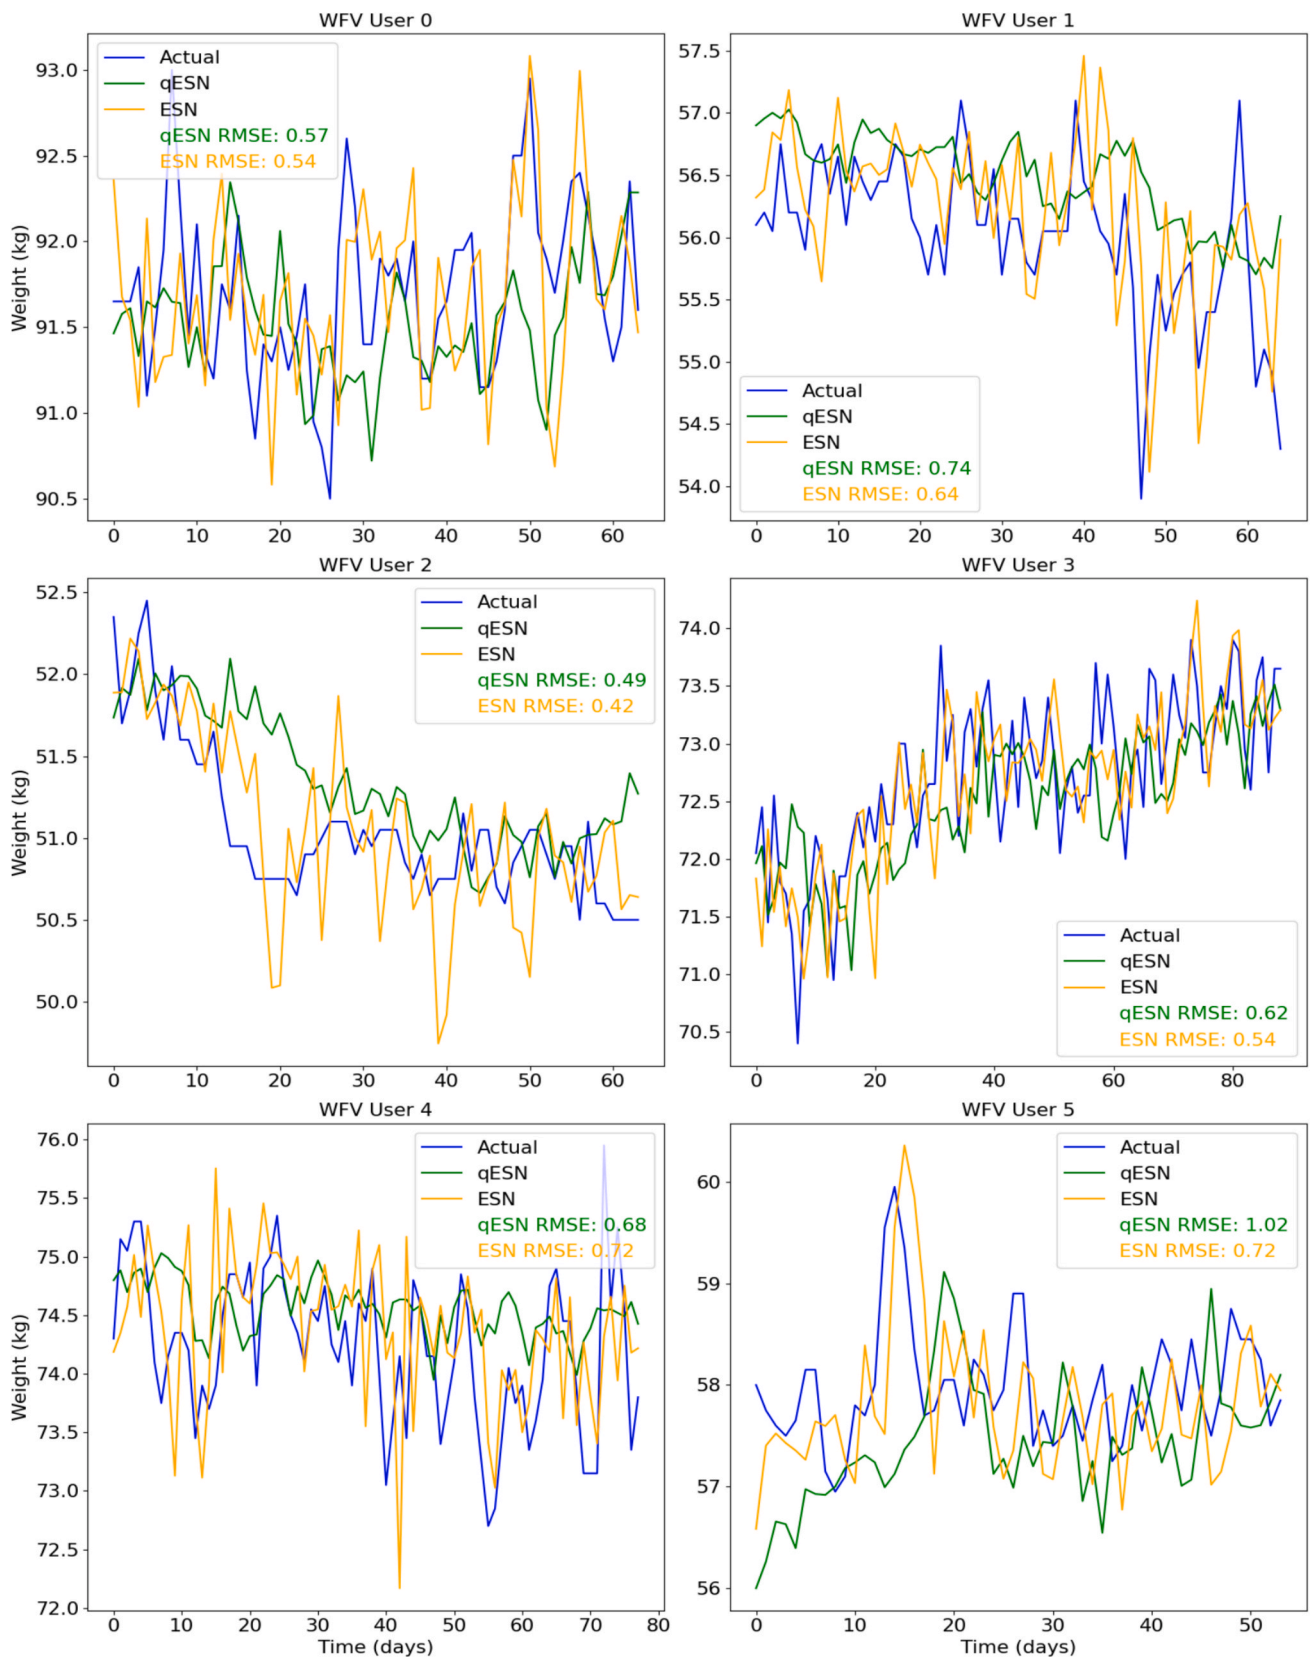 WFV User 0
Actual
qESN
ESN
qESN RMSE: 0.57
ESN RMSE: 0.54
93.0
92.5
92.0
91.5
91.0
90.5
Weight (kg)
0 10 20 30 40 50 60
WFV User 1
57.5
57.0
56.5
56.0
55.5
55.0
54.5
54.0
Actual
qESN
ESN
qESN RMSE: 0.74
ESN RMSE: 0.64
0 10 20 30 40 50 60
WFV User 2
Actual
qESN
ESN
qESN RMSE: 0.49
ESN RMSE: 0.42
52.5
52.0
51.5
51.0
50.5
50.0
Weight (kg)
0 10 20 30 40 50 60
WFV User 3
74.0
73.5
73.0
72.5
72.0
71.5
71.0
70.5
Actual
qESN
ESN
qESN RMSE: 0.62
ESN RMSE: 0.54
0 20 40 60 80
WFV User 4
Actual
qESN
ESN
qESN RMSE: 0.68
ESN RMSE: 0.72
76.0
75.5
75.0
74.5
74.0
73.5
73.0
72.5
72.0
Weight (kg)
0 10 20 30 40 50 60 70 80
Time (days)
WFV User 5
Actual
qESN
ESN
qESN RMSE: 1.02
ESN RMSE: 0.72
60
59
58
57
56
0 10 20 30 40 50
Time (days)